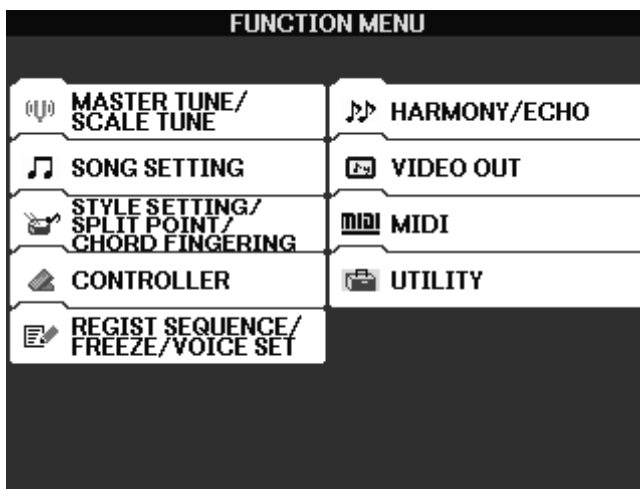 FUNCTION MENU
MASTER TUNE/
SCALE TUNE
SONG SETTING
STYLE SETTING/
SPLIT POINT/
CHORD FINGERING
CONTROLLER
REGIST SEQUENCE/
FREEZE/VOICE SET
HARMONY/ECHO
VIDEO OUT
MIDI MIDI
UTILITY